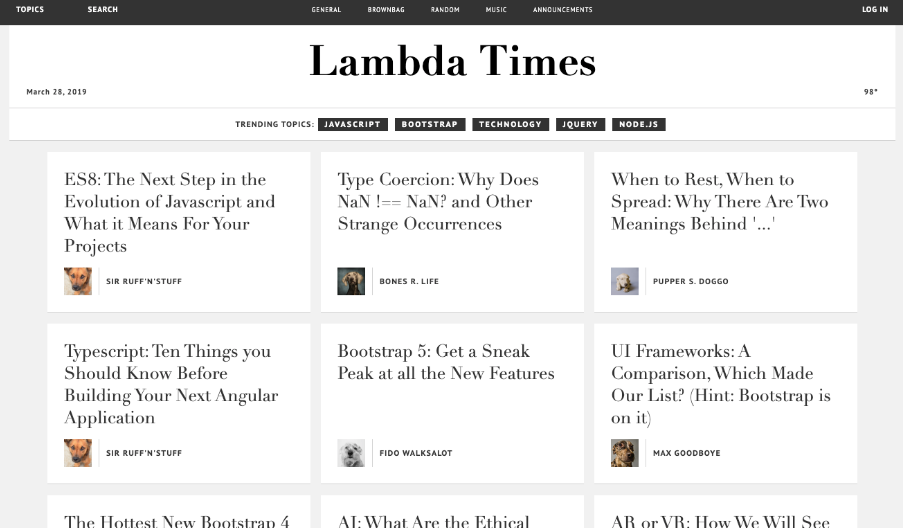 TOPICS SEARCH GENERAL BROWNBAG RANDOM MUSIC ANNOUNCEMENTS LOG IN
Lambda Times
March 28, 2019 98°
TRENDING TOPICS: JAVASCRIPT BOOTSTRAP TECHNOLOGY JQUERY NODE.JS
ES8: The Next Step in the
Evolution of Javascript and
What it Means For Your
Projects
SIR RUFF'N'STUFF
Type Coercion: Why Does
NaN !== NaN? and Other
Strange Occurrences
BONES R. LIFE
When to Rest, When to
Spread: Why There Are Two
Meanings Behind '...'
PUPPER S. DOGGO
Typescript: Ten Things you
Should Know Before
Building Your Next Angular
Application
SIR RUFF'N'STUFF
Bootstrap 5: Get a Sneak
Peak at all the New Features
FIDO WALKSALOT
UI Frameworks: A
Comparison, Which Made
Our List? (Hint: Bootstrap is
on it)
MAX GOODBOYE
The Hottest New Bootstrap 4
AI: What Are the Ethical
AR or VR: How We Will See